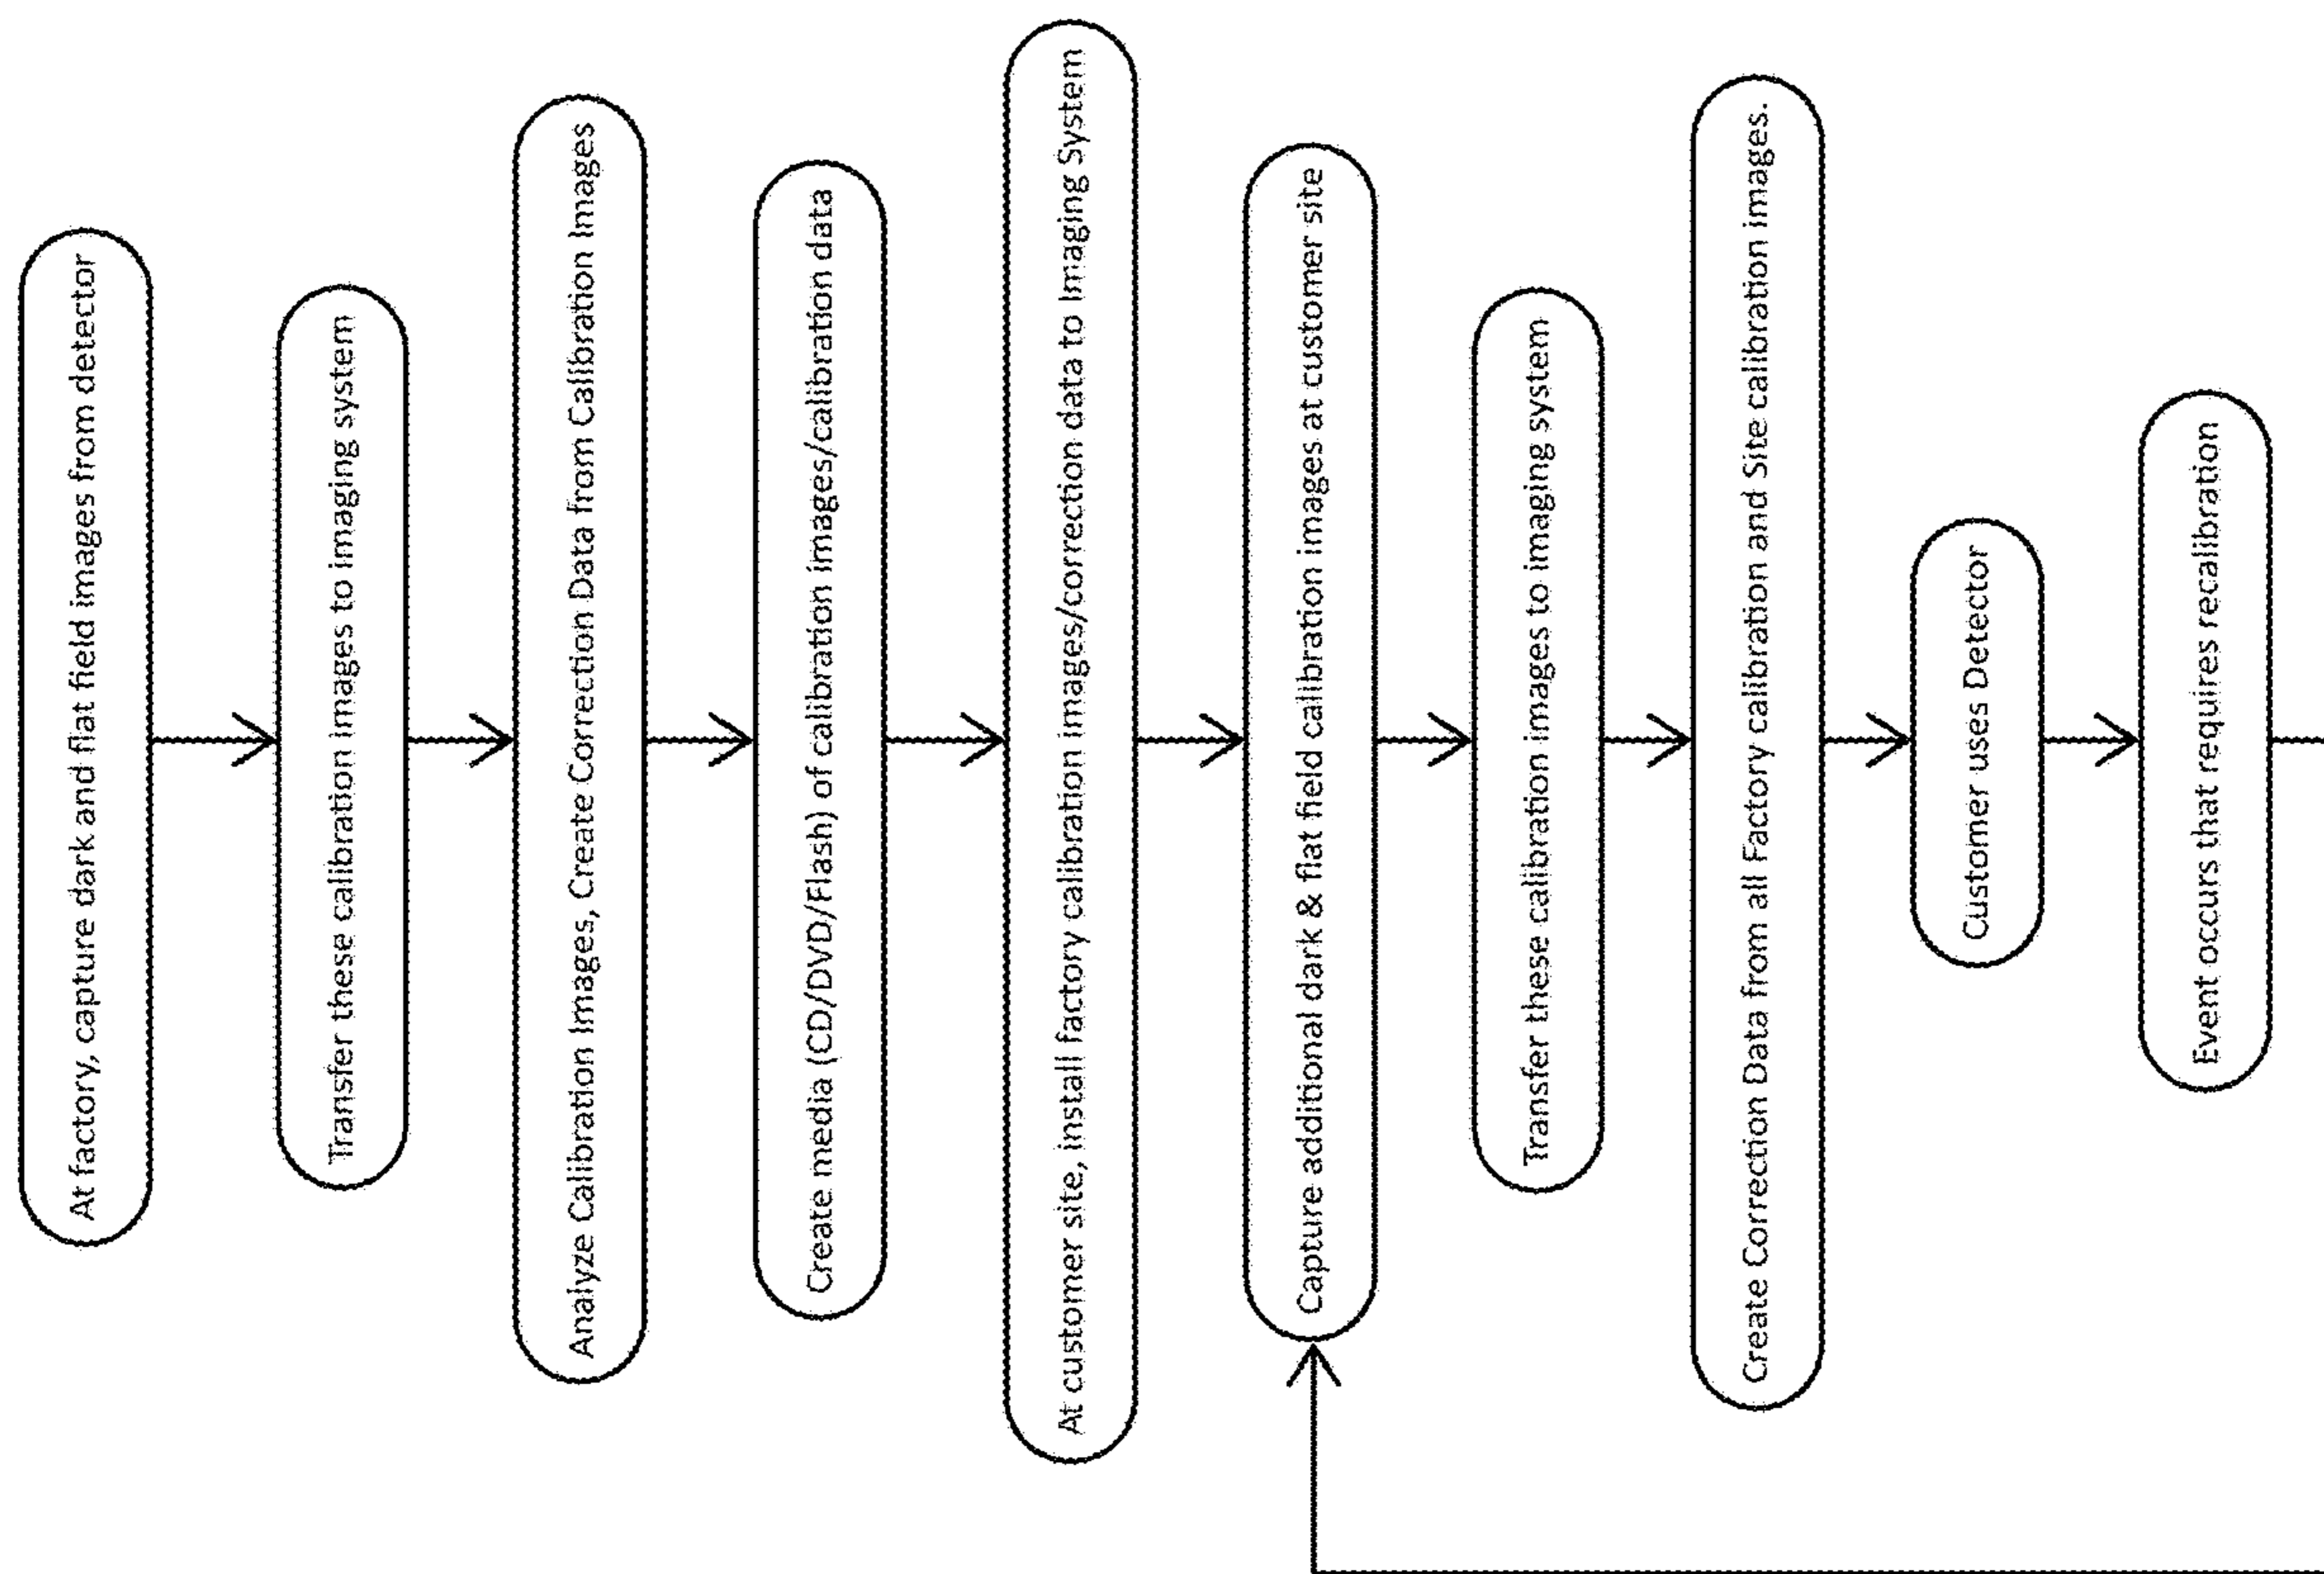 At factory, capture dark and flat field images from detector
Transfer these calibration images to imaging system
Analyze Calibration Images, Create Correction Data from Calibration Images
Create media (CD/DVD/Flash) of calibration images/calibration data
At customer site, install factory calibration images/correction data to Imaging System
Capture additional dark & flat field calibration images at customer site
Transfer these calibration images to imaging system
Create Correction Data from all Factory calibration and Site calibration images.
Customer uses Detector
Event occurs that requires recalibration